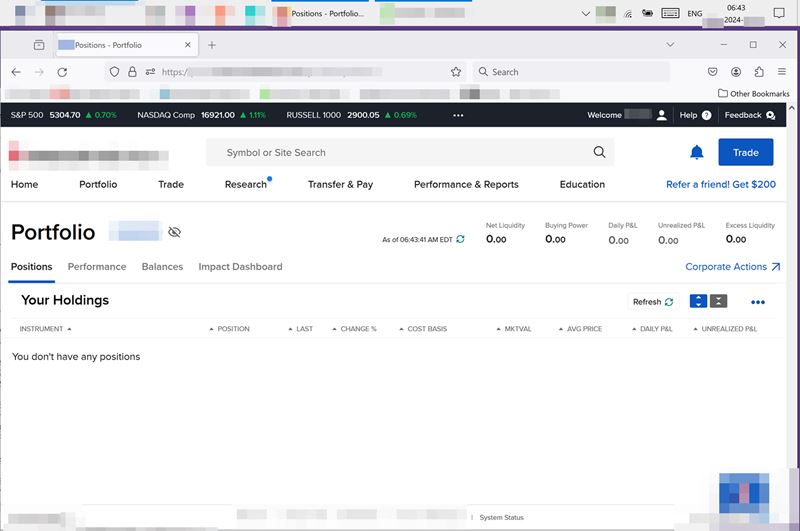 Positions - Portfolio...
ENG
06:43
2024-
Positions - Portfolio
https://
Search
Other Bookmarks
S&P 500 5304.70 0.70% NASDAQ Comp 16921.00 1.11% RUSSELL 1000 2900.05 0.69% ••• Welcome Help ? Feedback
Symbol or Site Search
Trade
Home Portfolio Trade Research Transfer & Pay Performance & Reports Education Refer a friend! Get $200
Portfolio
As of 06:43:41 AM EDT
Net Liquidity Buying Power Daily P&L Unrealized P&L Excess Liquidity
0.00 0.00 0.00 0.00 0.00
Positions Performance Balances Impact Dashboard Corporate Actions
Your Holdings
Refresh
INSTRUMENT POSITION LAST CHANGE % COST BASIS MKTVAL AVG PRICE DAILY P&L UNREALIZED P&L
You don't have any positions
System Status